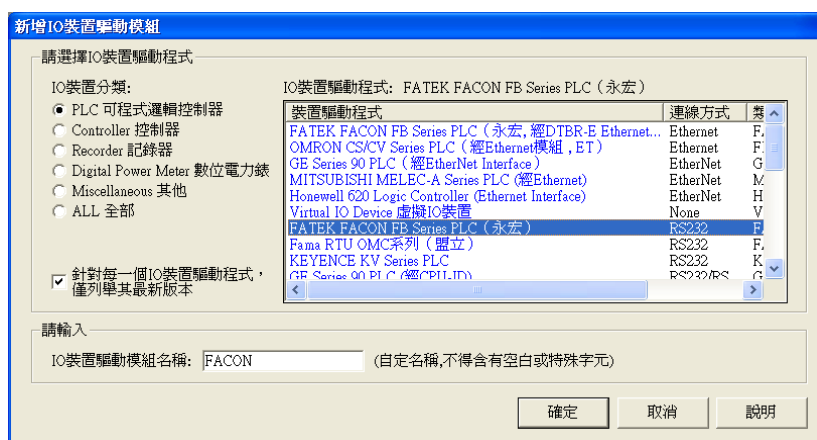 新增IO裝置驅動模組
請選擇IO裝置驅動程式
IO裝置分類:
PLC 可程式邏輯控制器
Controller 控制器
Recorder 記錄器
Digital Power Meter 數位電力錶
Miscellaneous 其他
ALL 全部
針對每一個IO裝置驅動程式，
僅列舉其最新版本
IO裝置驅動程式: FATEK FACON FB Series PLC（永宏）
裝置驅動程式 連線方式 類
FATEK FACON FB Series PLC（永宏, 經DTBR-E Ethernet... Ethernet F
OMRON CS/CV Series PLC（經Ethernet模組 , ET） Ethernet F
GE Series 90 PLC（經EtherNet Interface） EtherNet G
MITSUBISHI MELEC-A Series PLC (經Ethernet) EtherNet M
Honewell 620 Logic Controller (Ethernet Interface) EtherNet H
Virtual IO Device 虛擬IO裝置 None V
FATEK FACON FB Series PLC（永宏） RS232 F
Fama RTU OMC系列（盟立） RS232 F
KEYENCE KV Series PLC RS232 K
GE Series 90 PLC (經CPU-ID) RS232/RS G
請輸入
IO裝置驅動模組名稱: FACON (自定名稱,不得含有空白或特殊字元)
確定 取消 說明